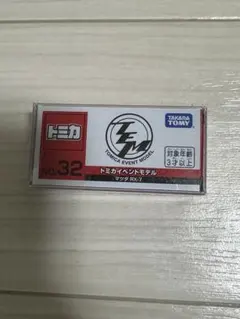 トミカ
TEM
TOMICA EVENT MODEL
TAKARA TOMY
対象年齢
3才以上
NO.32
トミカイベントモデル
マツダ RX-7